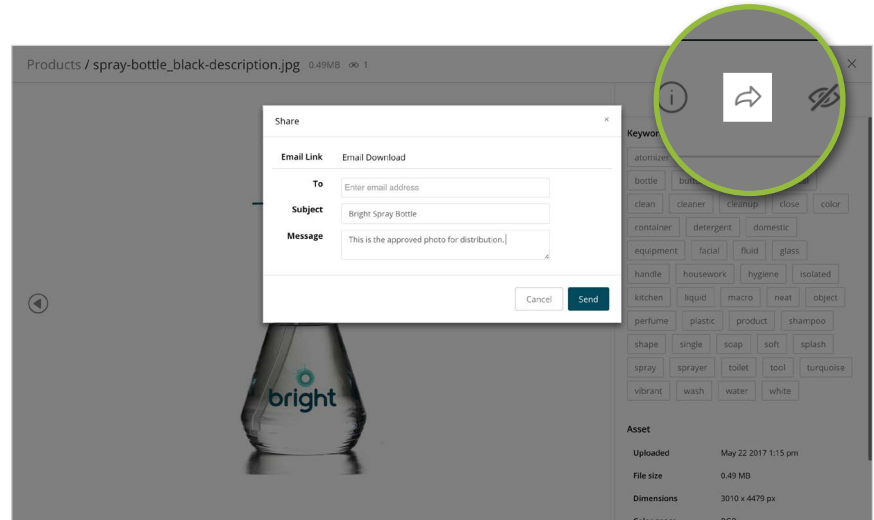 Products / spray-bottle_black-description.jpg 0.49MB 1
Share ×
Email Link Email Download
To Enter email address
Subject Bright Spray Bottle
Message This is the approved photo for distribution.
Cancel Send
bright
atomizer
bottle
clean cleaner cleanup close color
container detergent domestic
equipment facial fluid glass
handle housework hygiene isolated
kitchen liquid macro neat object
perfume plastic product shampoo
shape single soap soft splash
spray sprayer toilet tool turquoise
vibrant wash water white
Asset
Uploaded May 22 2017 1:15 pm
File size 0.49 MB
Dimensions 3010 x 4479 px